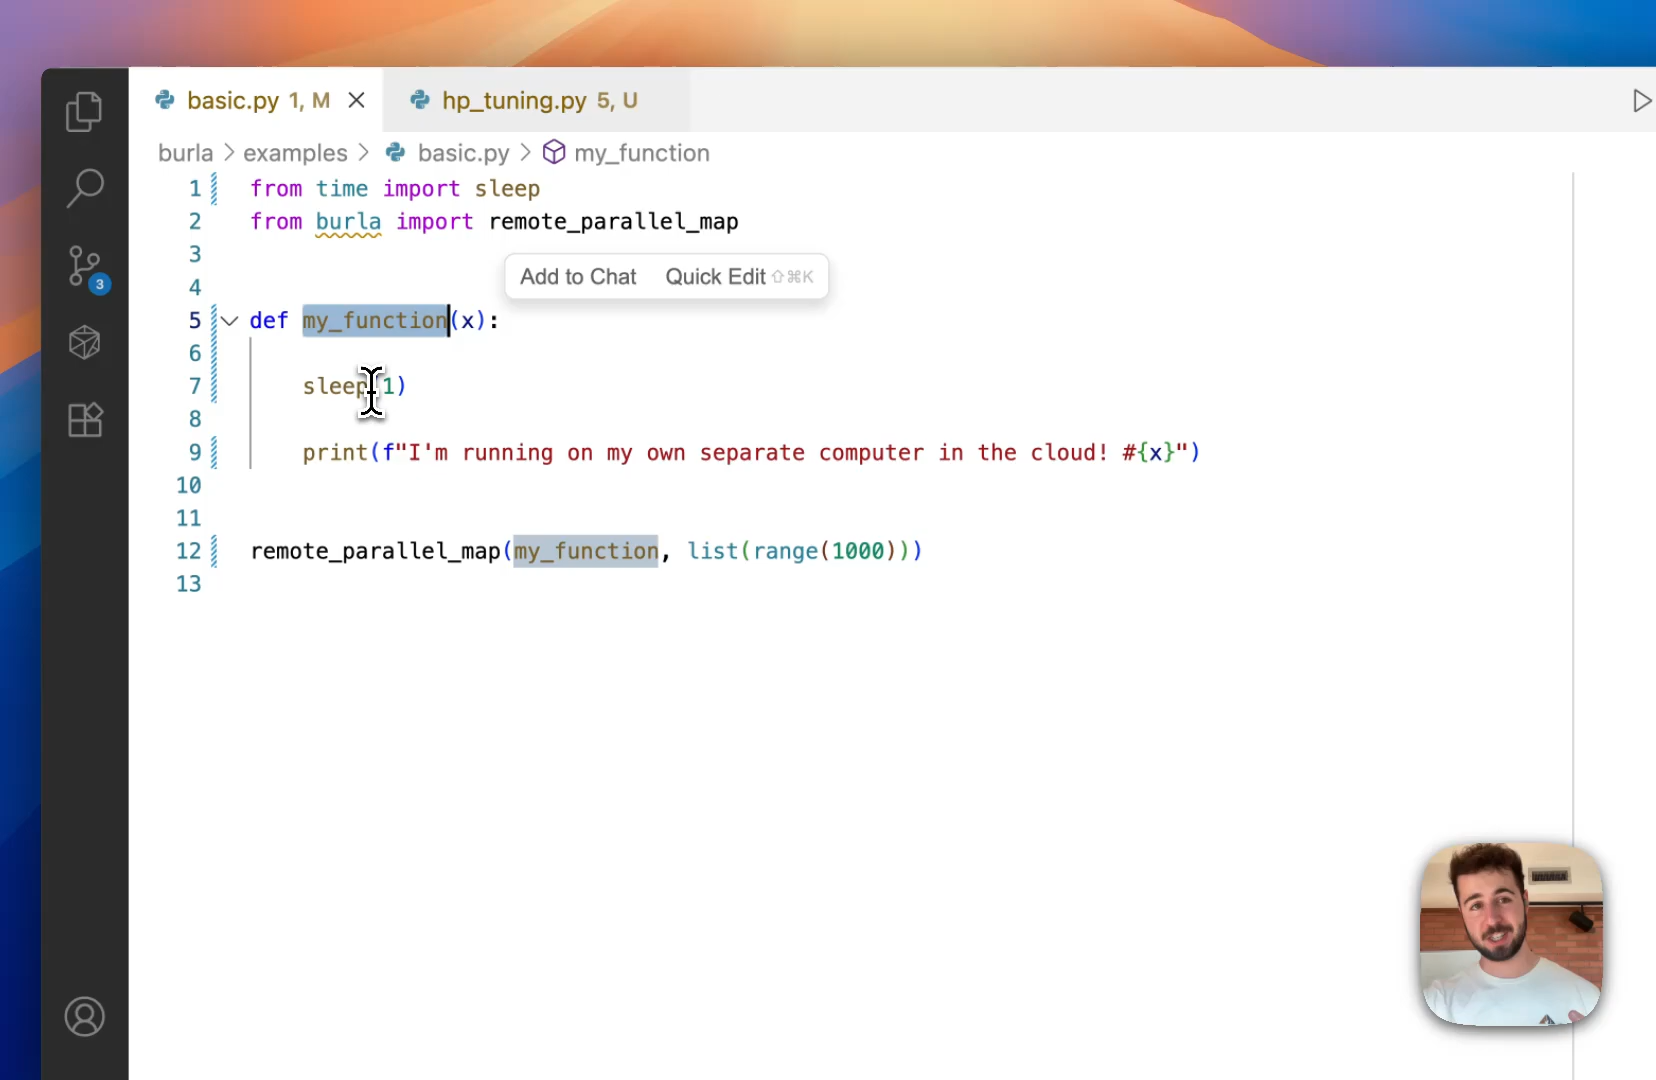 basic.py 1, M
hp_tuning.py 5, U
burla > examples > basic.py > my_function
1 from time import sleep
2 from burla import remote_parallel_map
3
Add to Chat Quick Edit ⇧⌘K
4
5 def my_function(x):
6
7 sleep(1)
8
9 print(f"I'm running on my own separate computer in the cloud! #{x}")
10
11
12 remote_parallel_map(my_function, list(range(1000)))
13
3